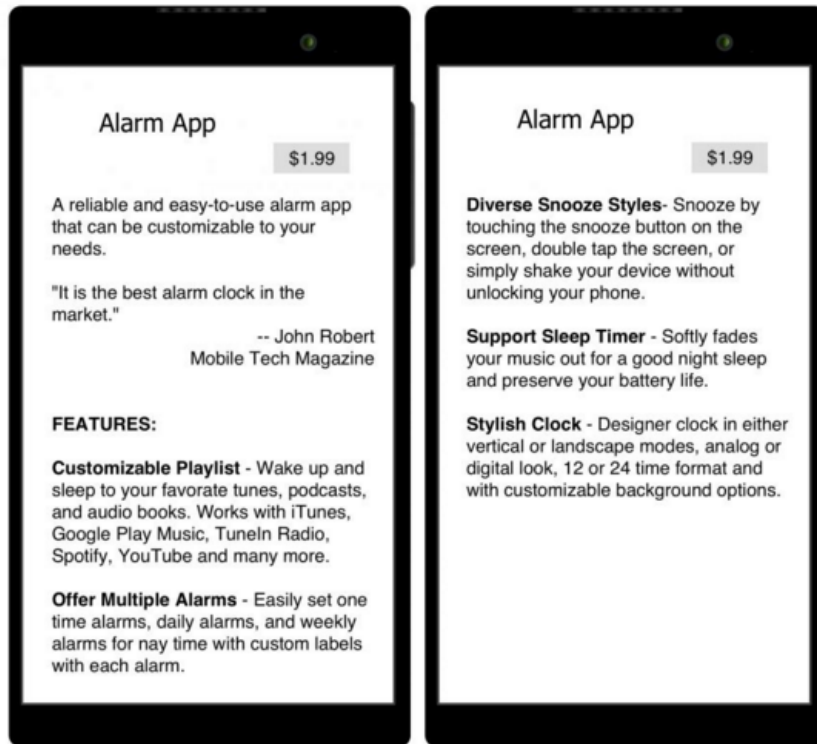 Alarm App
$1.99
A reliable and easy-to-use alarm app
that can be customizable to your
needs.
"It is the best alarm clock in the
market."
-- John Robert
Mobile Tech Magazine
FEATURES:
Customizable Playlist - Wake up and
sleep to your favorate tunes, podcasts,
and audio books. Works with iTunes,
Google Play Music, TuneIn Radio,
Spotify, YouTube and many more.
Offer Multiple Alarms - Easily set one
time alarms, daily alarms, and weekly
alarms for nay time with custom labels
with each alarm.
Alarm App
$1.99
Diverse Snooze Styles- Snooze by
touching the snooze button on the
screen, double tap the screen, or
simply shake your device without
unlocking your phone.
Support Sleep Timer - Softly fades
your music out for a good night sleep
and preserve your battery life.
Stylish Clock - Designer clock in either
vertical or landscape modes, analog or
digital look, 12 or 24 time format and
with customizable background options.